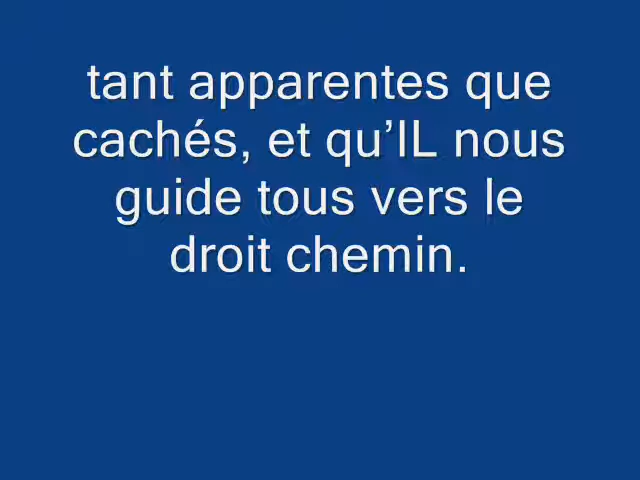 tant apparentes que
cachés, et qu’IL nous
guide tous vers le
droit chemin.